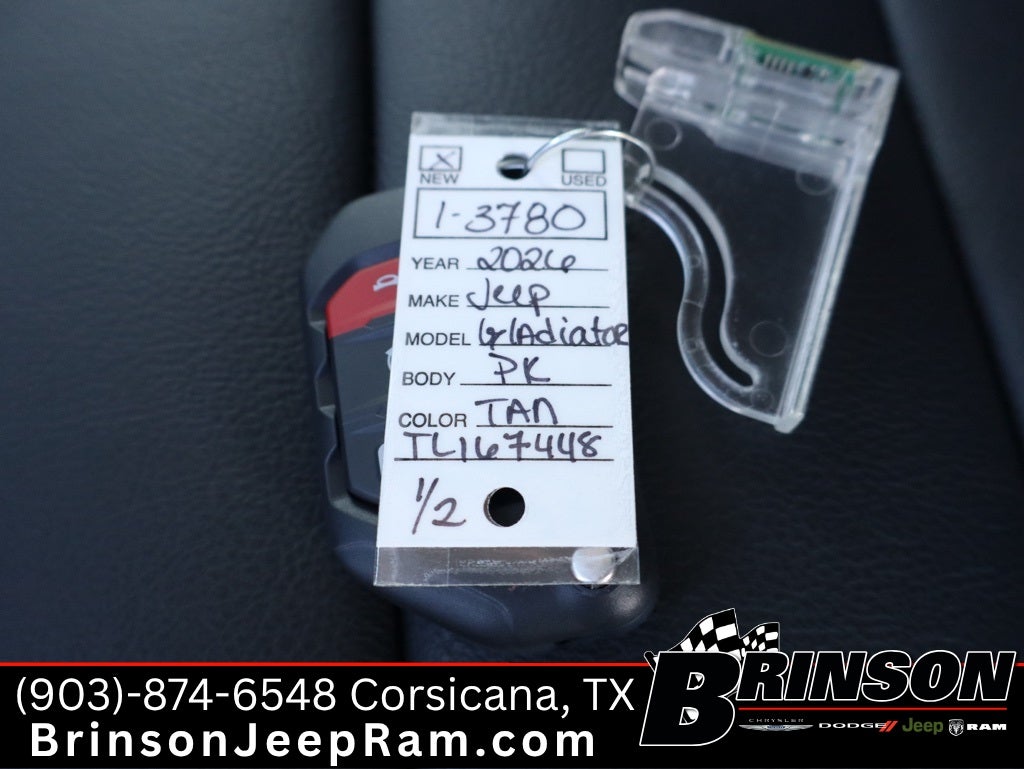 X
NEW USED
1-3780
YEAR 2026
MAKE Jeep
MODEL GlAdiator
BODY PK
COLOR TAN
TL167448
1/2
(903)-874-6548 Corsicana, TX
BrinsonJeepRam.com
BRINSON
CHRYSLER DODGE Jeep RAM